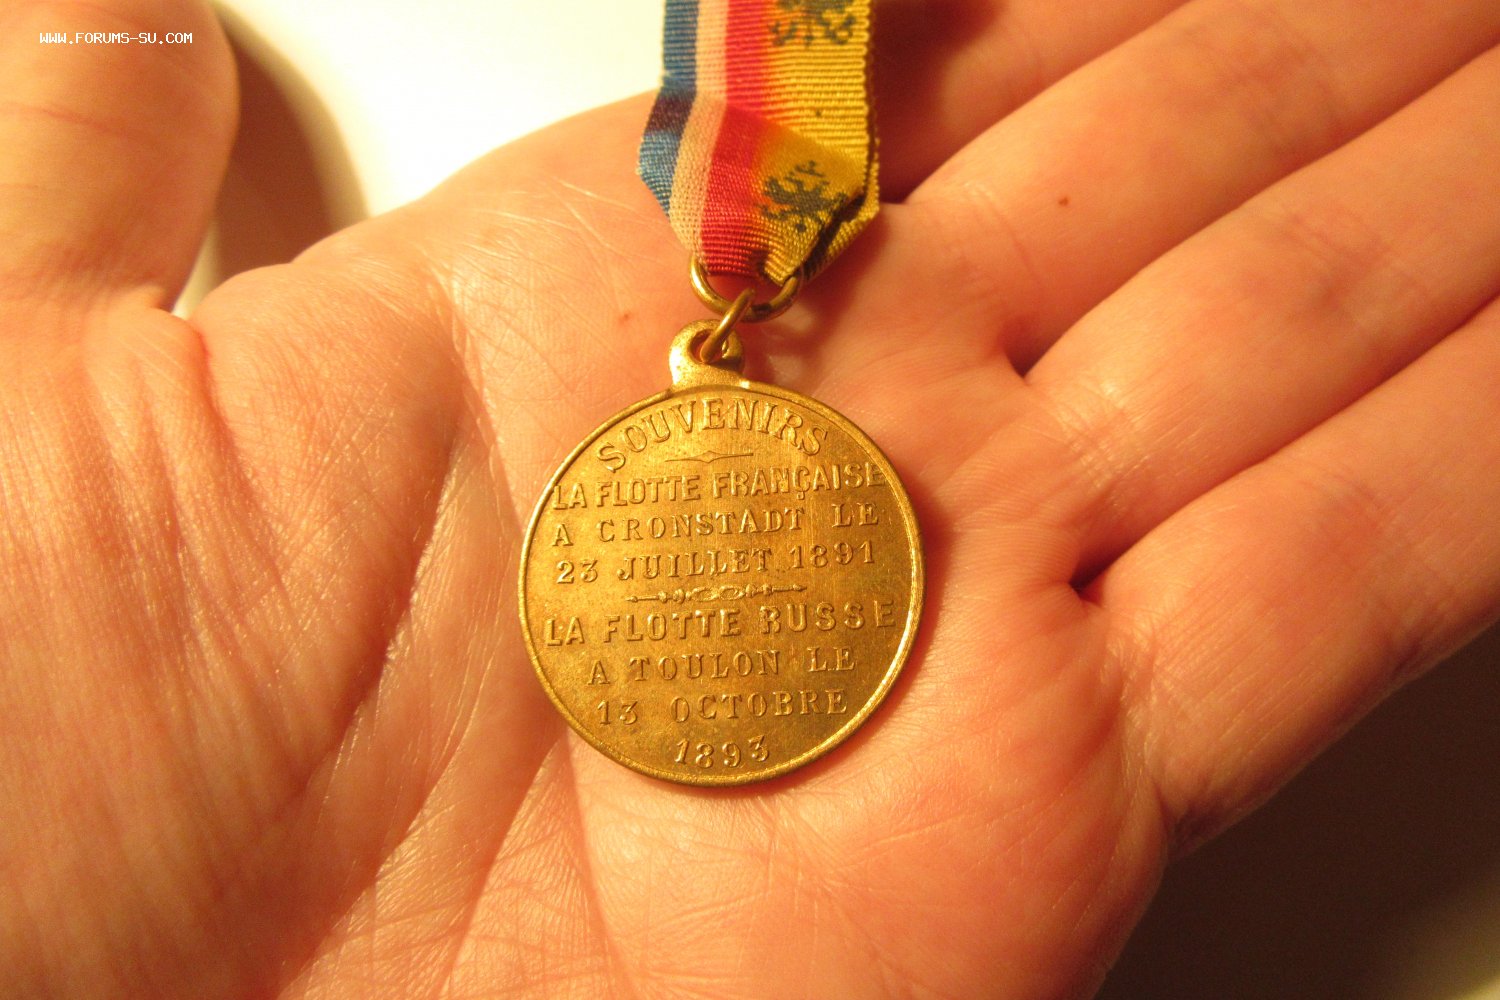 WWW.FORUMS-SU.COM
SOUVENIRS
LA FLOTTE FRANÇAISE
A CRONSTADT LE
23 JUILLET 1891
LA FLOTTE RUSSE
A TOULON LE
13 OCTOBRE
1893